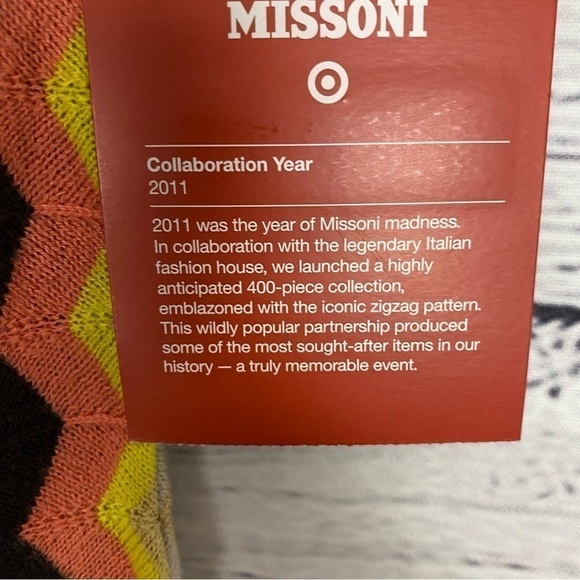 MISSONI
Collaboration Year
2011
2011 was the year of Missoni madness.
In collaboration with the legendary Italian
fashion house, we launched a highly
anticipated 400-piece collection,
emblazoned with the iconic zigzag pattern.
This wildly popular partnership produced
some of the most sought-after items in our
history — a truly memorable event.